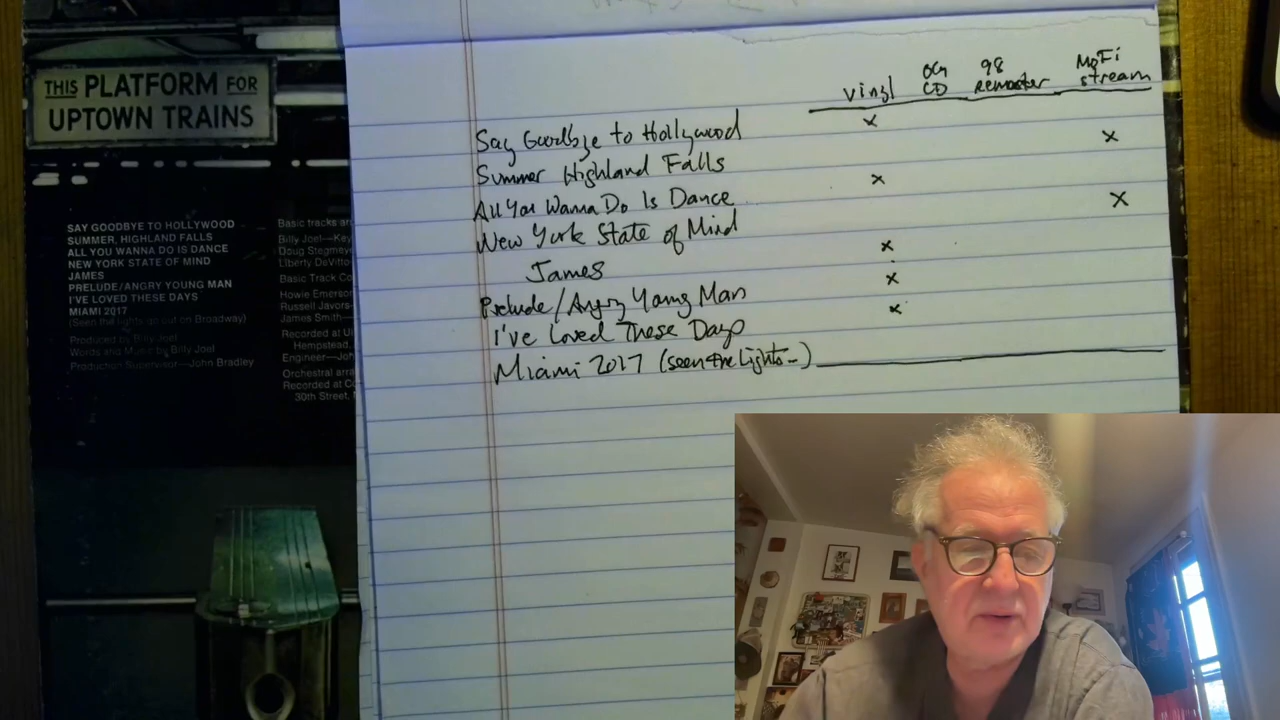 THIS PLATFORM FOR
UPTOWN TRAINS
SAY GOODBYE TO HOLLYWOOD
SUMMER, HIGHLAND FALLS
ALL YOU WANNA DO IS DANCE
NEW YORK STATE OF MIND
JAMES
PRELUDE/ANGRY YOUNG MAN
I'VE LOVED THESE DAYS
MIAMI 2017
(Seen the lights go out on Broadway)
Produced by Billy Joel
Words and Music by Billy Joel
Production Supervisor—John Bradley
Basic tracks
Billy Joel—Key
Doug Stegmey
Liberty DeVitto
Basic Track Co
Howie Emerson
Russell Javors-
James Smith—
Recorded at
Hempstead,
Engineer—Joh
Orchestral arra
Recorded at
30th Street,
vinyl OG CD 98 Remaster MoFi stream
Say Goodbye to Hollywood x
Summer Highland Falls x
All You Wanna Do Is Dance x
New York State of Mind x
James x
Prelude/Angry Young Man x
I've Loved These Days x
Miami 2017 (seen the lights--)